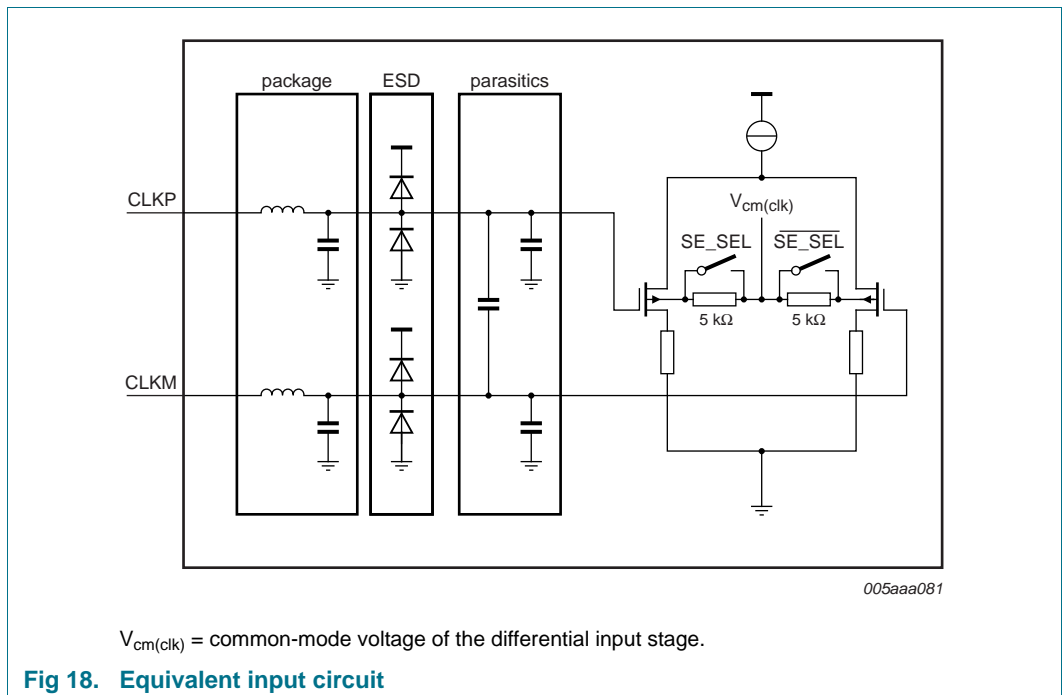 package ESD parasitics
CLKP
V_cm(clk)
SE_SEL S̅E̅_̅S̅E̅L̅
5 kΩ 5 kΩ
CLKM
005aaa081
V_cm(clk) = common-mode voltage of the differential input stage.
Fig 18. Equivalent input circuit